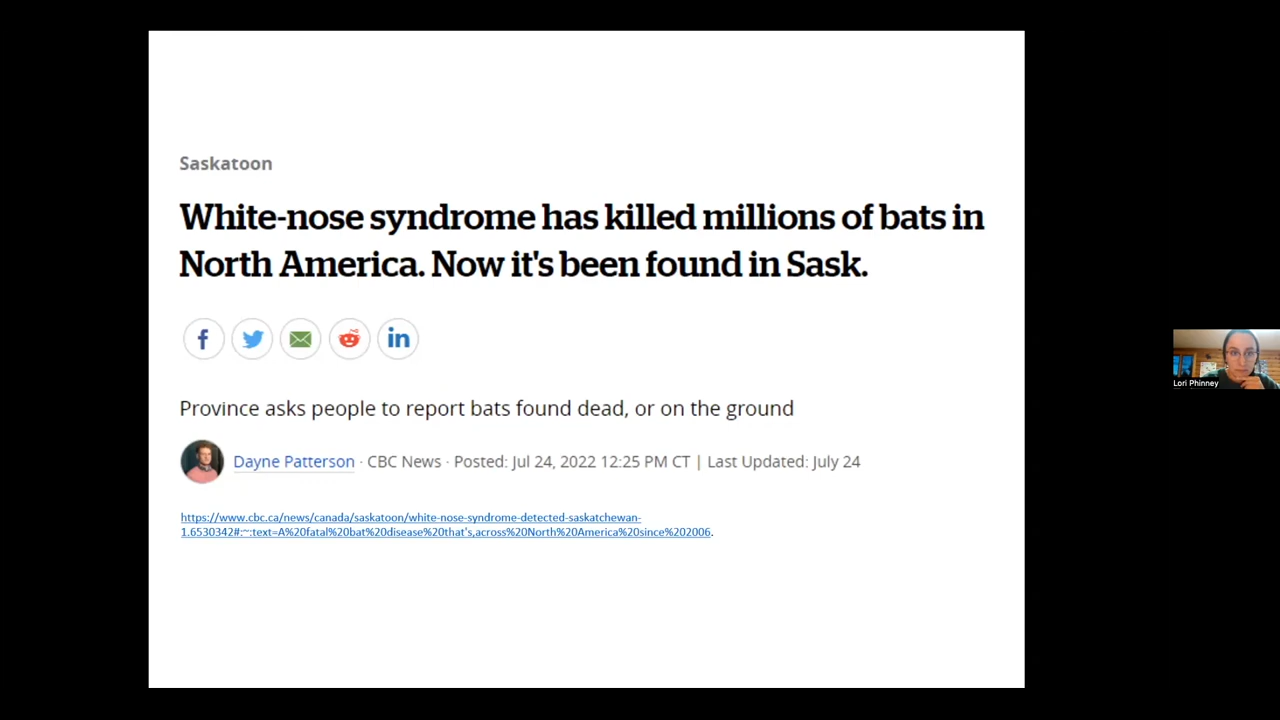 Saskatoon
White-nose syndrome has killed millions of bats in
North America. Now it's been found in Sask.
Province asks people to report bats found dead, or on the ground
Dayne Patterson · CBC News · Posted: Jul 24, 2022 12:25 PM CT | Last Updated: July 24
https://www.cbc.ca/news/canada/saskatoon/white-nose-syndrome-detected-saskatchewan-
1.6530342#:~:text=A%20fatal%20bat%20disease%20that's,across%20North%20America%20since%202006.
Lori Phinney